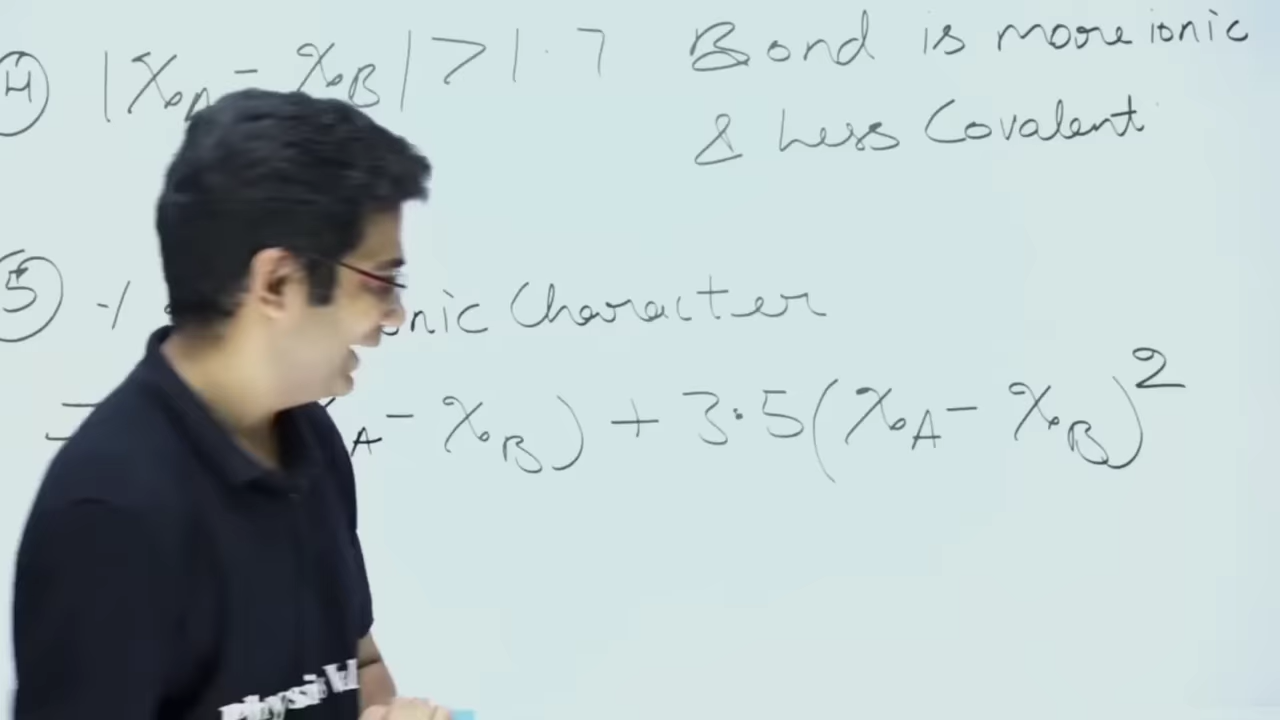 ④ |χA - χB| > 1.7 Bond is more ionic
& Less Covalent
⑤ Character
- χB) + 3.5(χA - χB)²